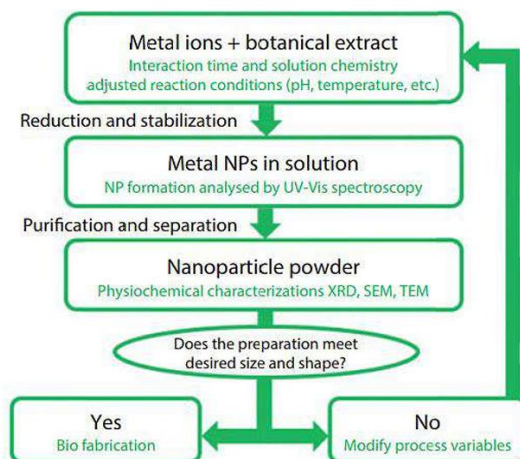 Metal ions + botanical extract
Interaction time and solution chemistry
adjusted reaction conditions (pH, temperature, etc.)
Reduction and stabilization
Metal NPs in solution
NP formation analysed by UV-Vis spectroscopy
Purification and separation
Nanoparticle powder
Physiochemical characterizations XRD, SEM, TEM
Does the preparation meet
desired size and shape?
Yes
Bio fabrication
No
Modify process variables